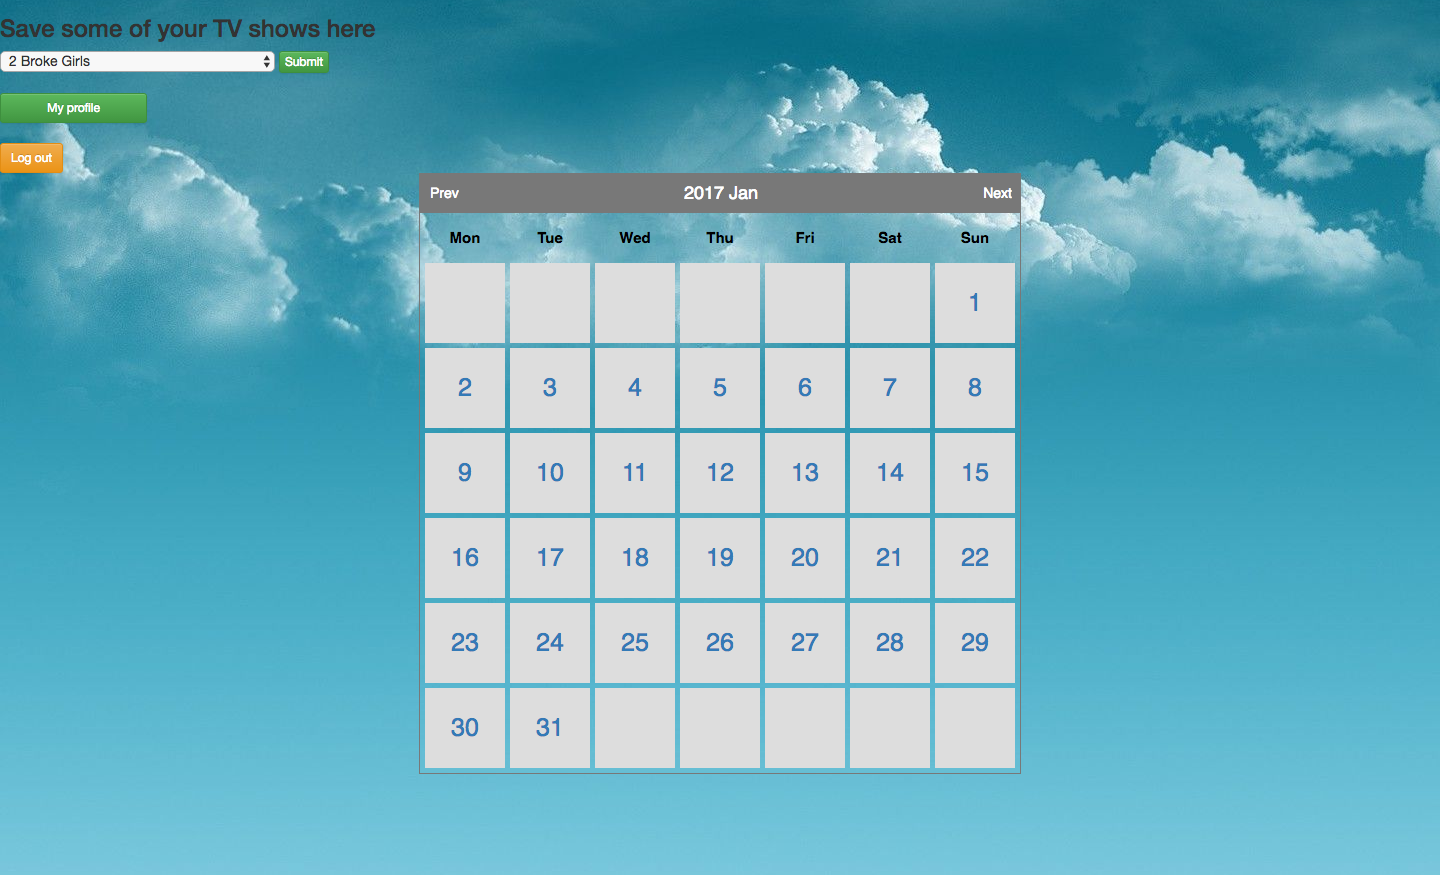 Save some of your TV shows here
2 Broke Girls Submit
My profile
Log out
Prev 2017 Jan Next
Mon Tue Wed Thu Fri Sat Sun
1
2 3 4 5 6 7 8
9 10 11 12 13 14 15
16 17 18 19 20 21 22
23 24 25 26 27 28 29
30 31